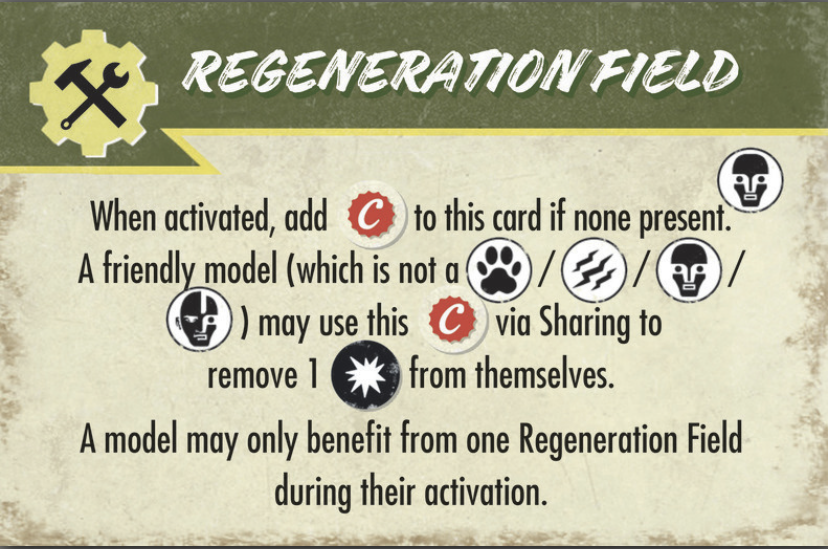 REGENERATION FIELD
When activated, add C to this card if none present.
A friendly model (which is not a / / /
) may use this C via Sharing to
remove 1 from themselves.
A model may only benefit from one Regeneration Field
during their activation.